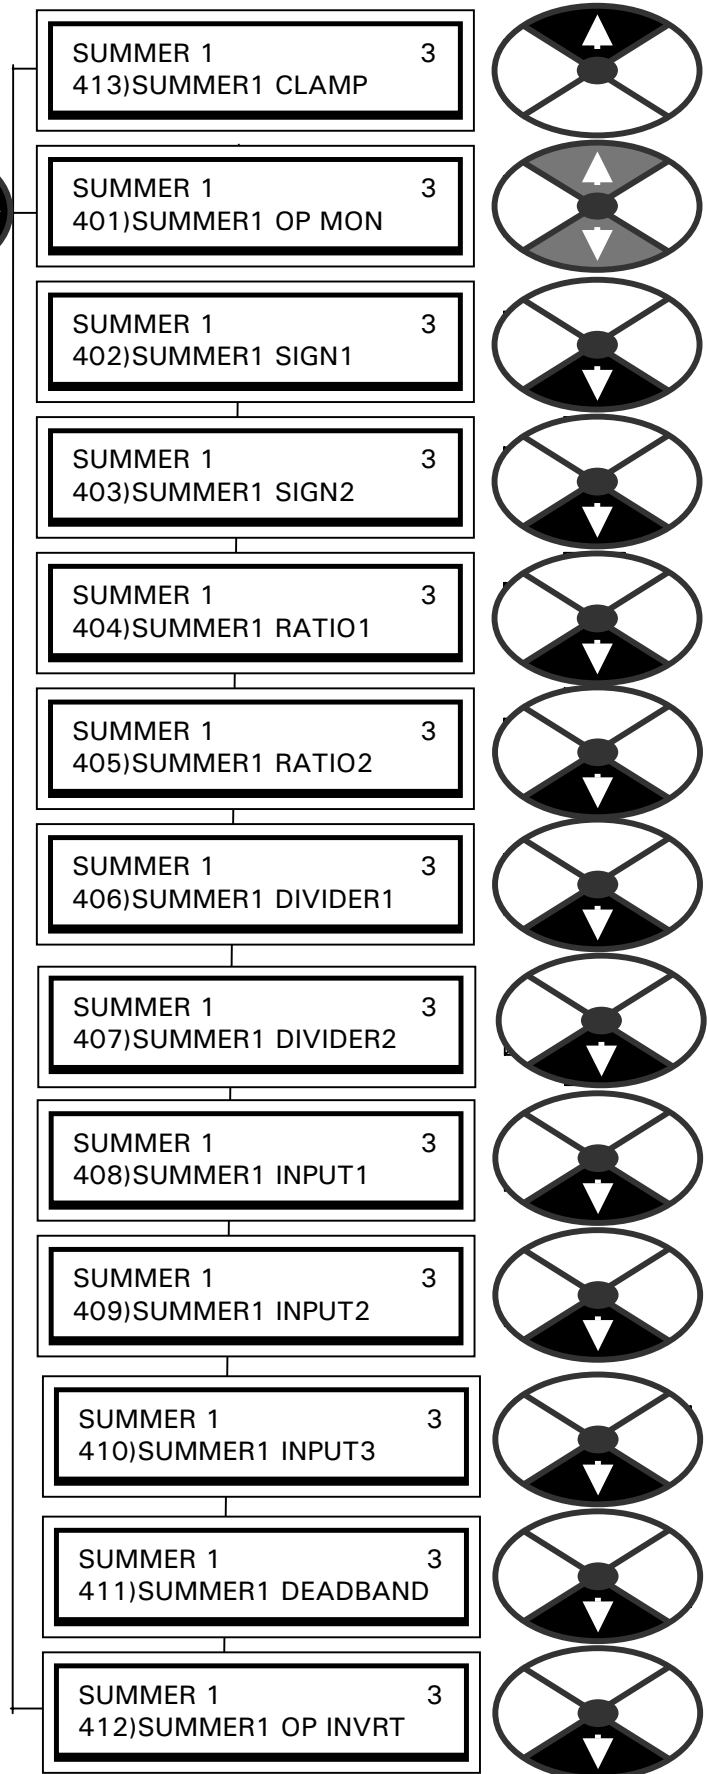 SUMMER 1 3
413)SUMMER1 CLAMP
SUMMER 1 3
401)SUMMER1 OP MON
SUMMER 1 3
402)SUMMER1 SIGN1
SUMMER 1 3
403)SUMMER1 SIGN2
SUMMER 1 3
404)SUMMER1 RATIO1
SUMMER 1 3
405)SUMMER1 RATIO2
SUMMER 1 3
406)SUMMER1 DIVIDER1
SUMMER 1 3
407)SUMMER1 DIVIDER2
SUMMER 1 3
408)SUMMER1 INPUT1
SUMMER 1 3
409)SUMMER1 INPUT2
SUMMER 1 3
410)SUMMER1 INPUT3
SUMMER 1 3
411)SUMMER1 DEADBAND
SUMMER 1 3
412)SUMMER1 OP INVRT